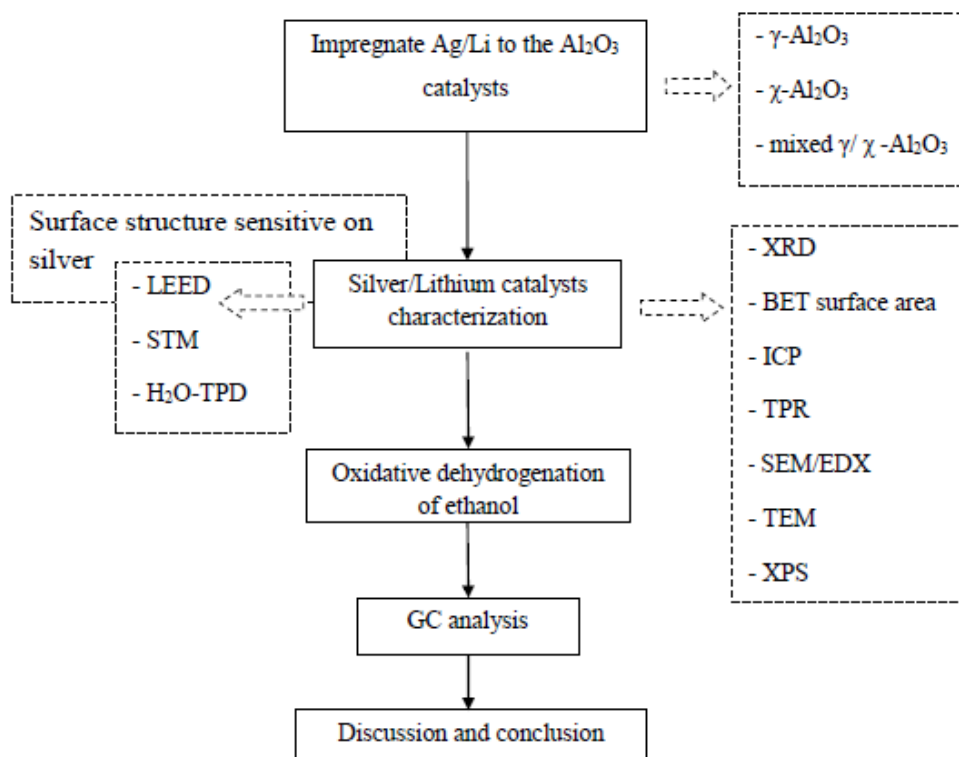 Impregnate Ag/Li to the Al₂O₃
catalysts
- γ-Al₂O₃
- χ-Al₂O₃
- mixed γ/ χ -Al₂O₃
Surface structure sensitive on
silver
- LEED
- STM
- H₂O-TPD
Silver/Lithium catalysts
characterization
- XRD
- BET surface area
- ICP
- TPR
- SEM/EDX
- TEM
- XPS
Oxidative dehydrogenation
of ethanol
GC analysis
Discussion and conclusion